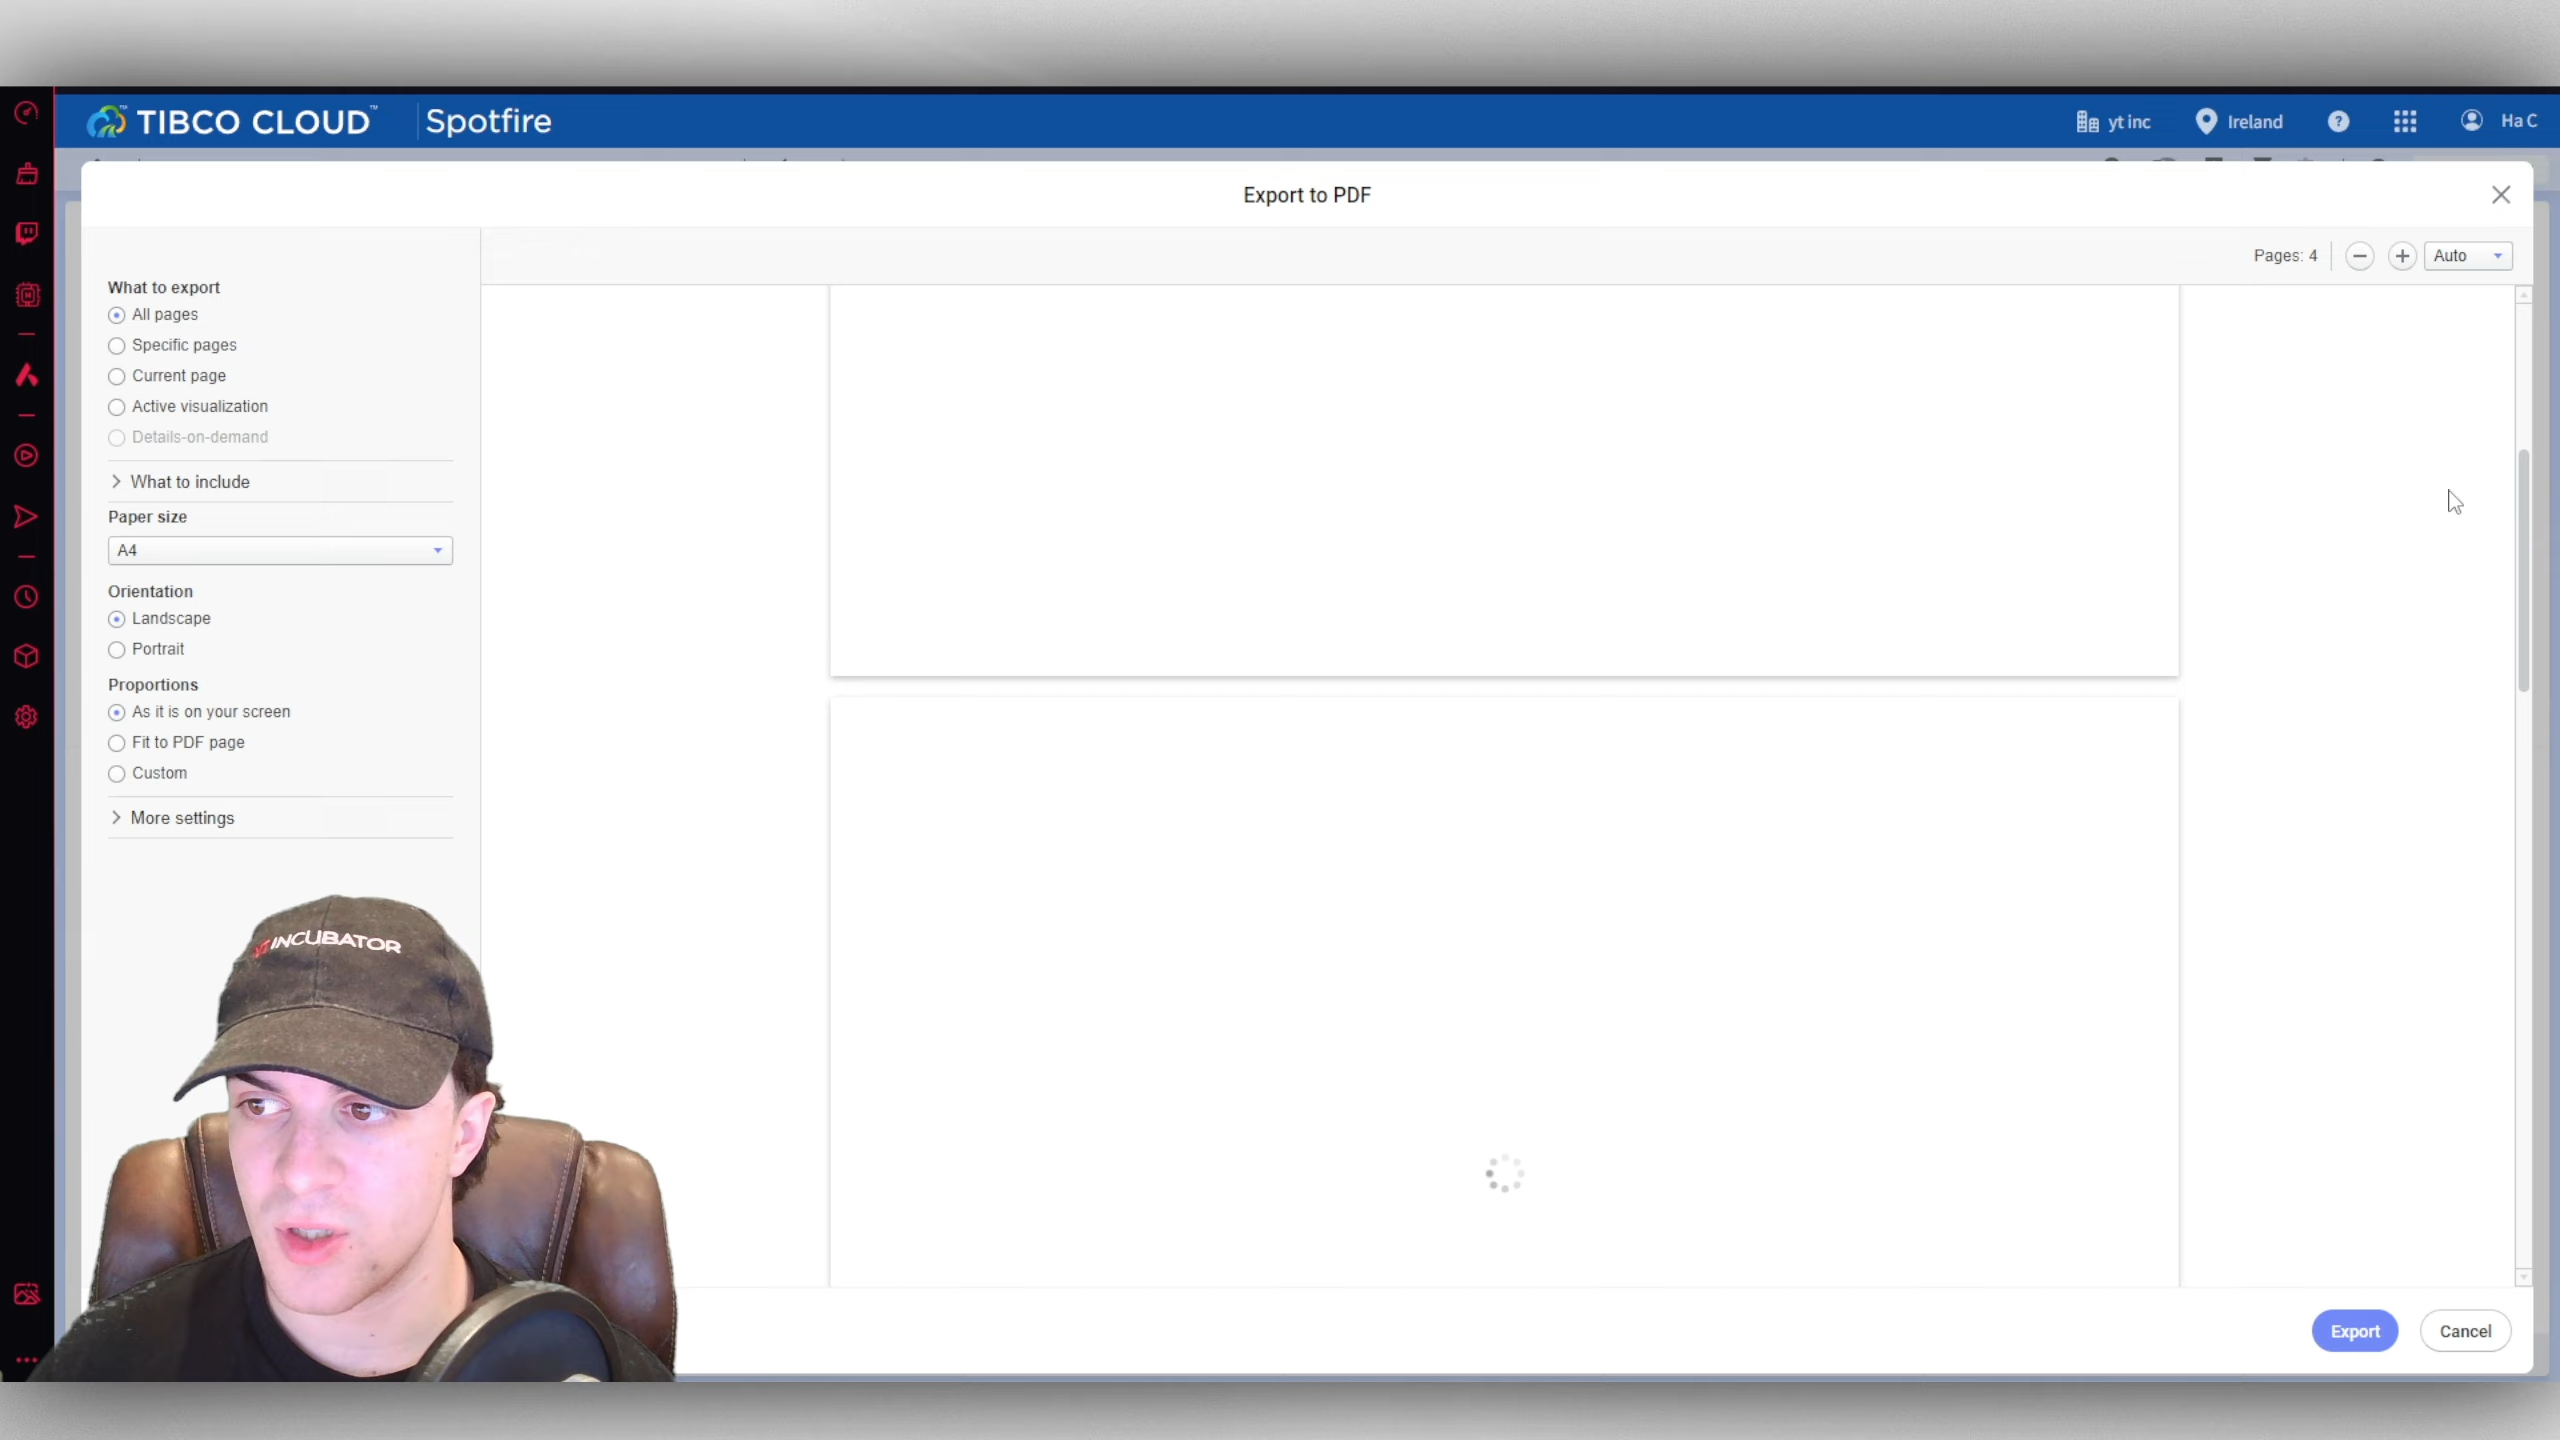 TIBCO CLOUD™ Spotfire
yt inc
Ireland
?
Ha C
Export to PDF
Pages: 4
Auto
What to export
All pages
Specific pages
Current page
Active visualization
Details-on-demand
What to include
Paper size
A4
Orientation
Landscape
Portrait
Proportions
As it is on your screen
Fit to PDF page
Custom
More settings
INCUBATOR
Export
Cancel